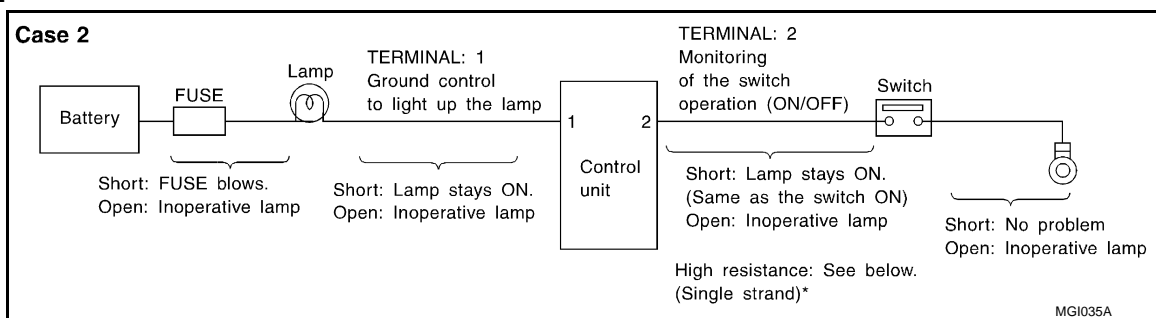 Case 2
Battery
FUSE
Lamp
TERMINAL: 1
Ground control
to light up the lamp
TERMINAL: 2
Monitoring
of the switch
operation (ON/OFF)
Switch
1
2
Control
unit
Short: FUSE blows.
Open: Inoperative lamp
Short: Lamp stays ON.
Open: Inoperative lamp
Short: Lamp stays ON.
(Same as the switch ON)
Open: Inoperative lamp
High resistance: See below.
(Single strand)*
Short: No problem
Open: Inoperative lamp
MGI035A